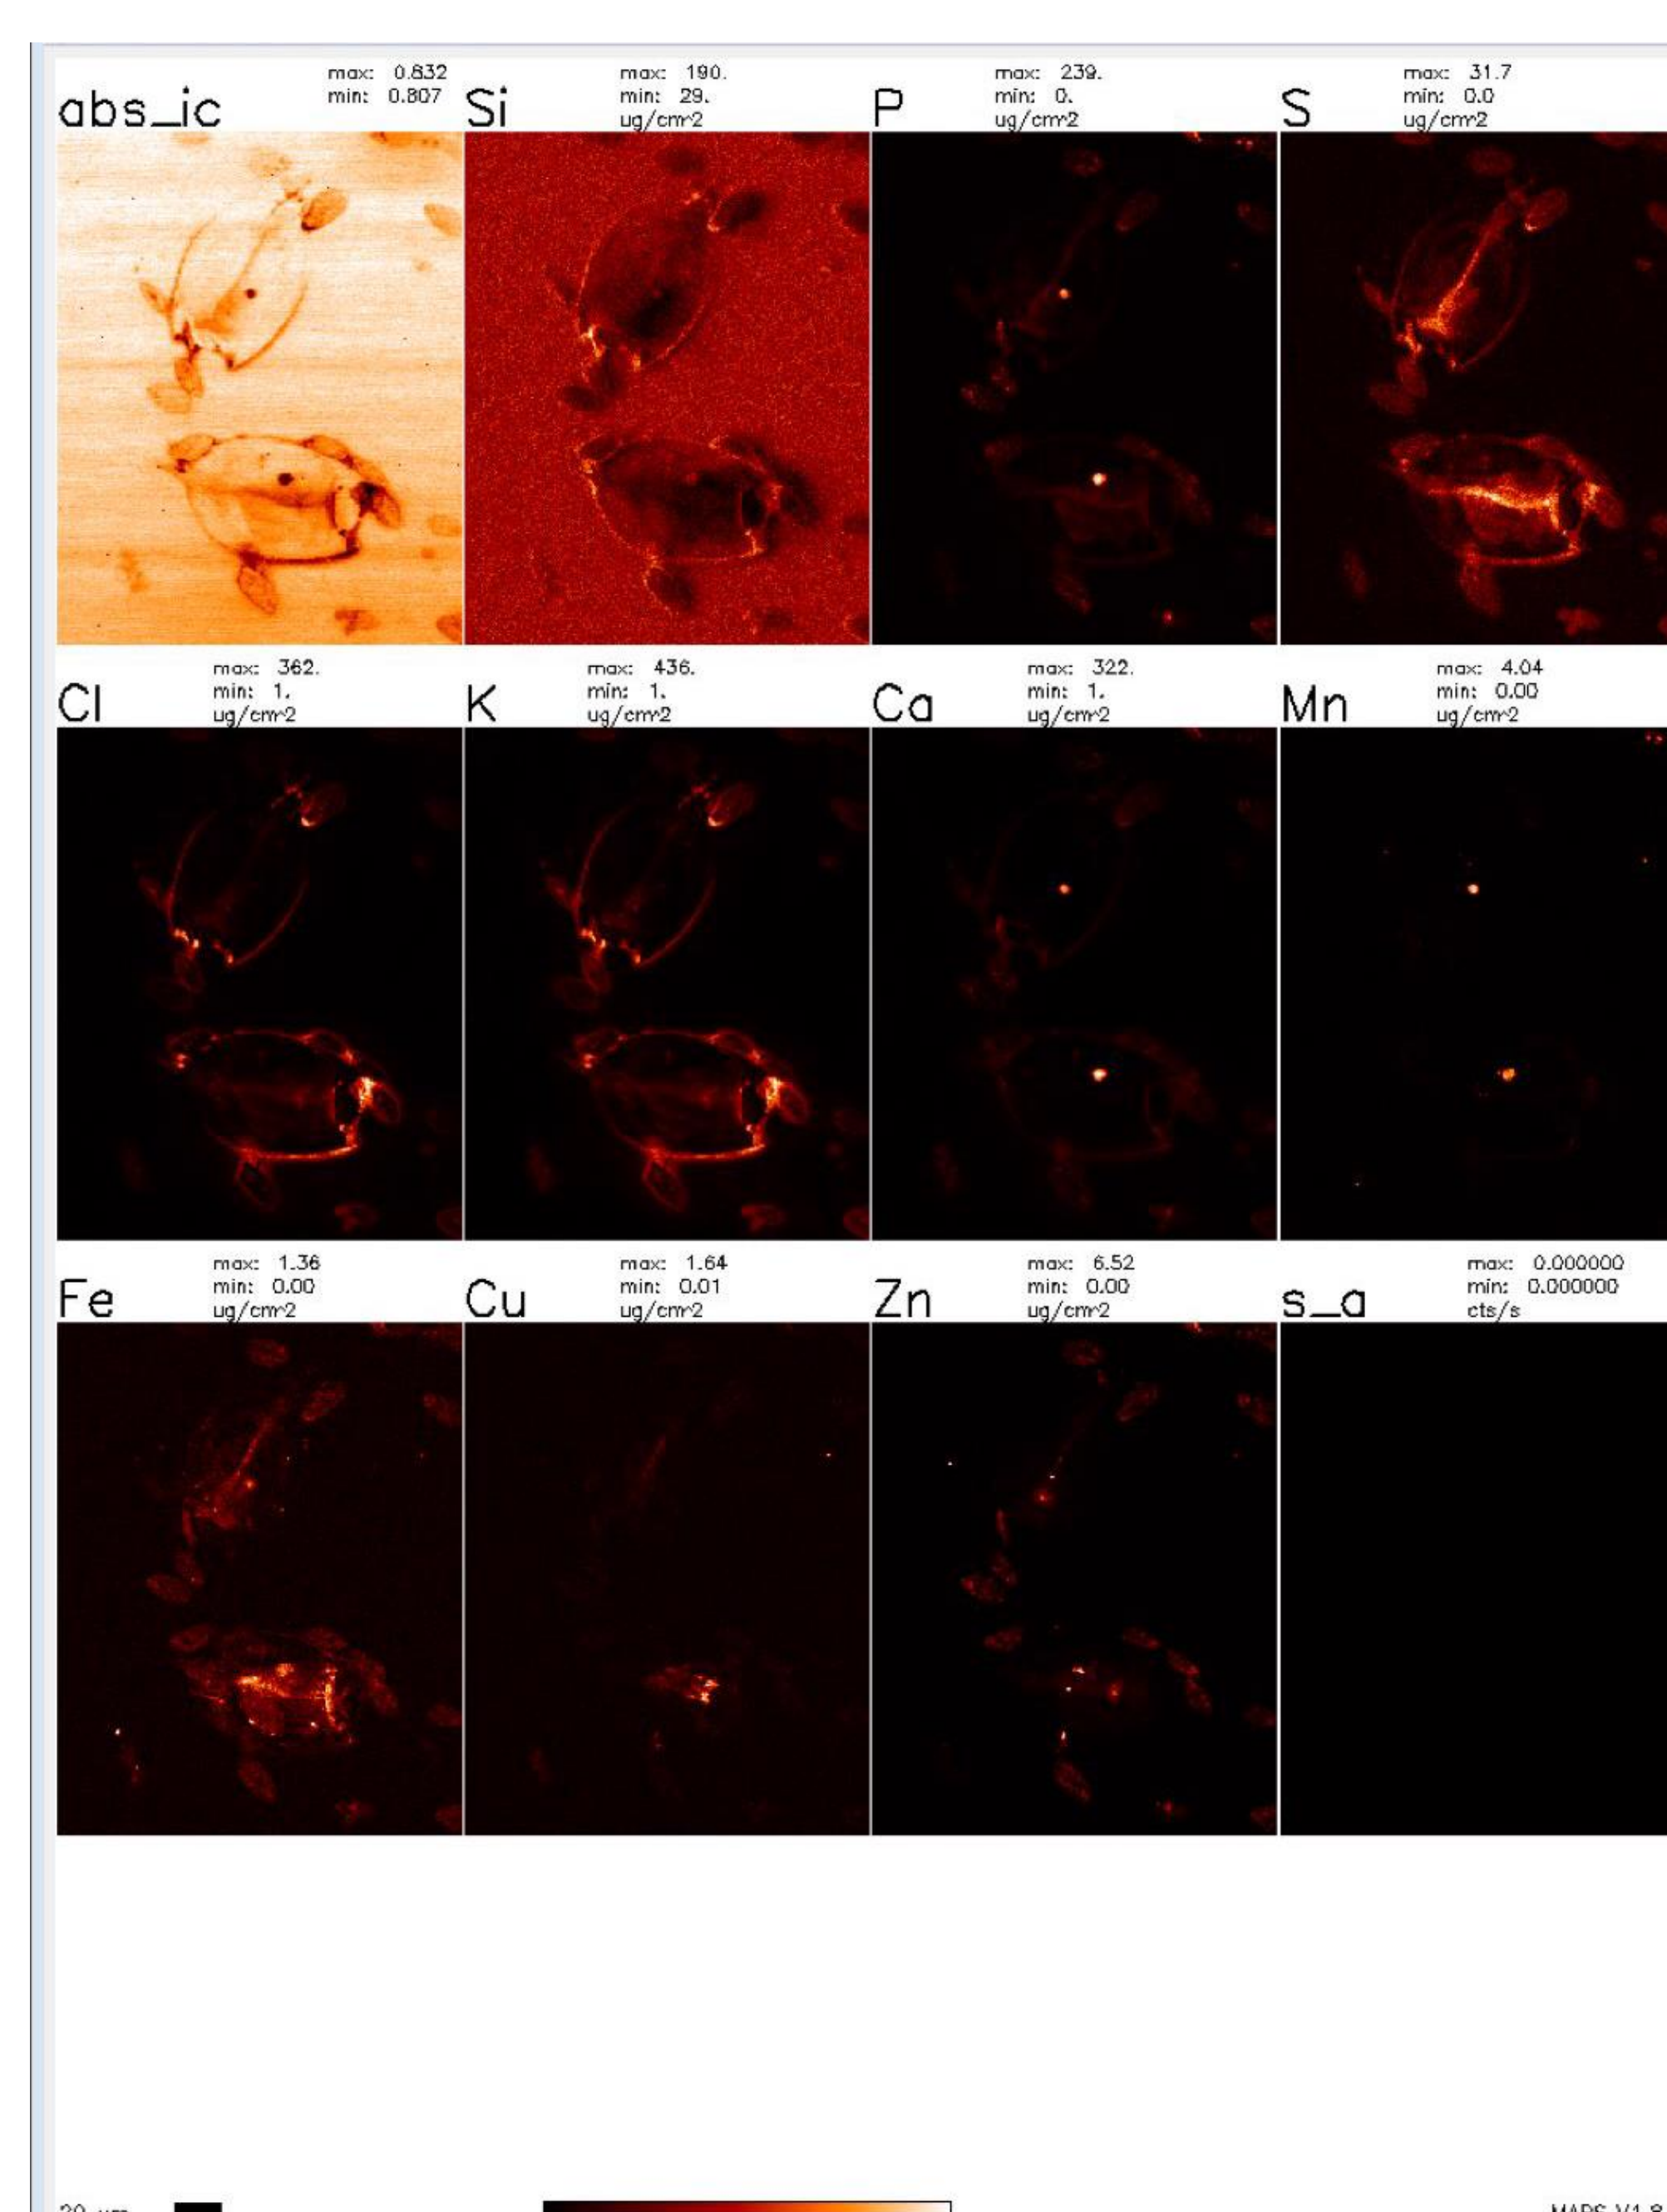 max: 0.832
min: 0.807
abs_ic
max: 190.
min: 29.
ug/cm^2
Si
max: 239.
min: 0.
ug/cm^2
P
max: 31.7
min: 0.0
ug/cm^2
S
max: 362.
min: 1.
ug/cm^2
Cl
max: 436.
min: 1.
ug/cm^2
K
max: 322.
min: 1.
ug/cm^2
Ca
max: 4.04
min: 0.00
ug/cm^2
Mn
max: 1.36
min: 0.00
ug/cm^2
Fe
max: 1.64
min: 0.01
ug/cm^2
Cu
max: 6.52
min: 0.00
ug/cm^2
Zn
max: 0.000000
min: 0.000000
cts/s
s_a